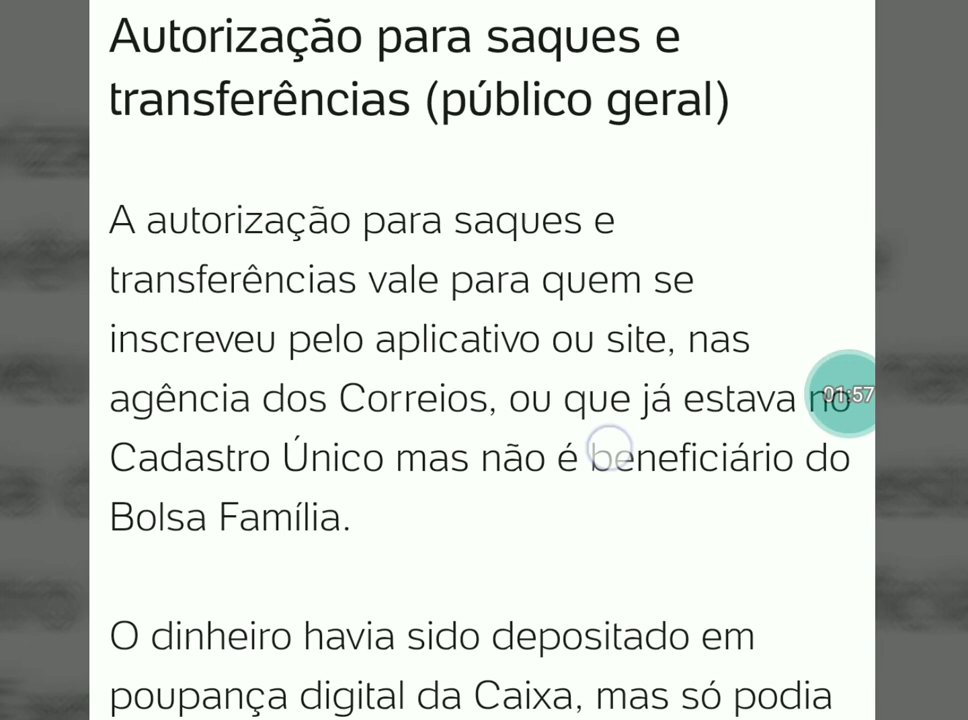 Autorização para saques e
transferências (público geral)
A autorização para saques e
transferências vale para quem se
inscreveu pelo aplicativo ou site, nas
agência dos Correios, ou que já estava no
Cadastro Único mas não é beneficiário do
Bolsa Família.
O dinheiro havia sido depositado em
poupança digital da Caixa, mas só podia
01:57